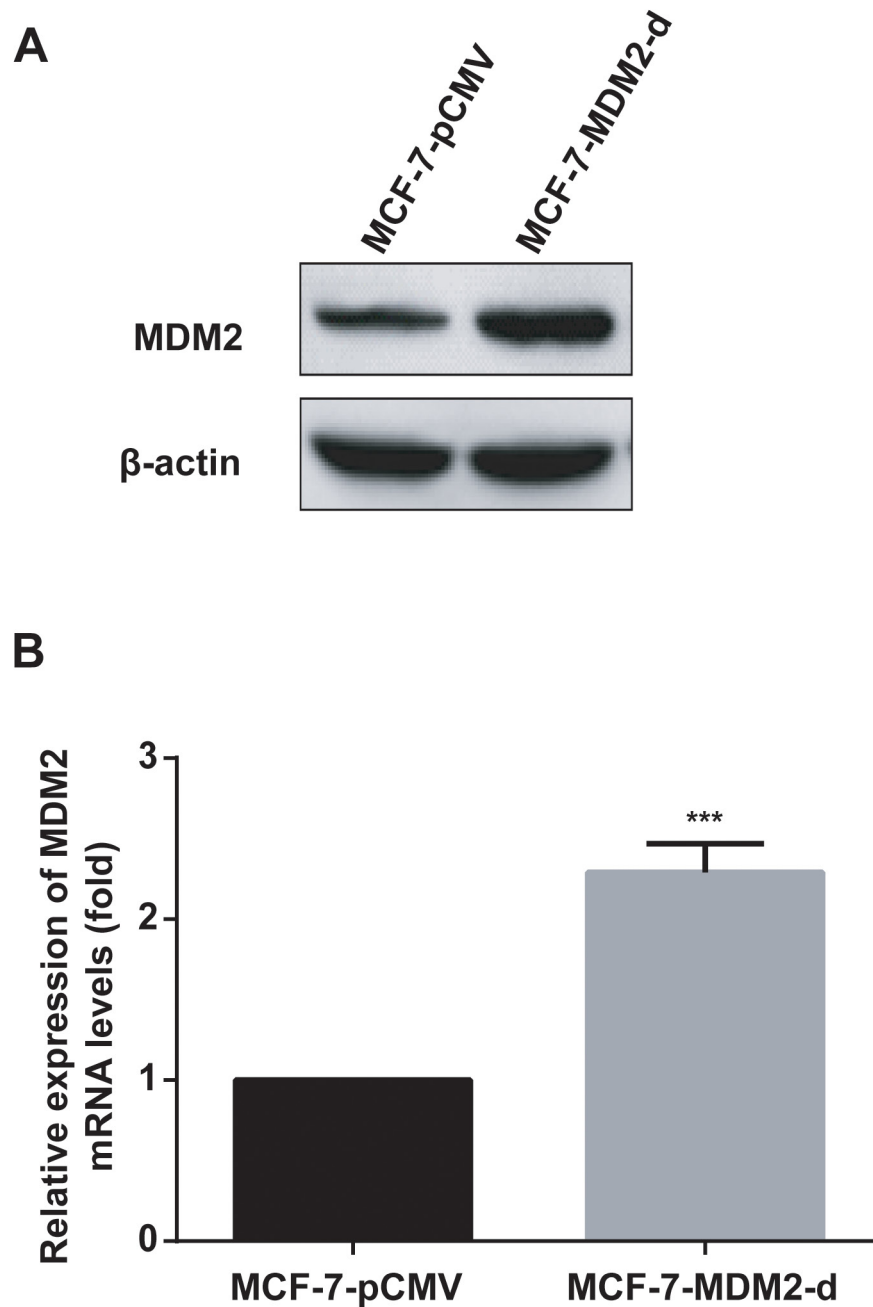 A
MCF-7-pCMV
MCF-7-MDM2-d
MDM2
β-actin
B
Relative expression of MDM2
mRNA levels (fold)
3
2
1
0
***
MCF-7-pCMV
MCF-7-MDM2-d